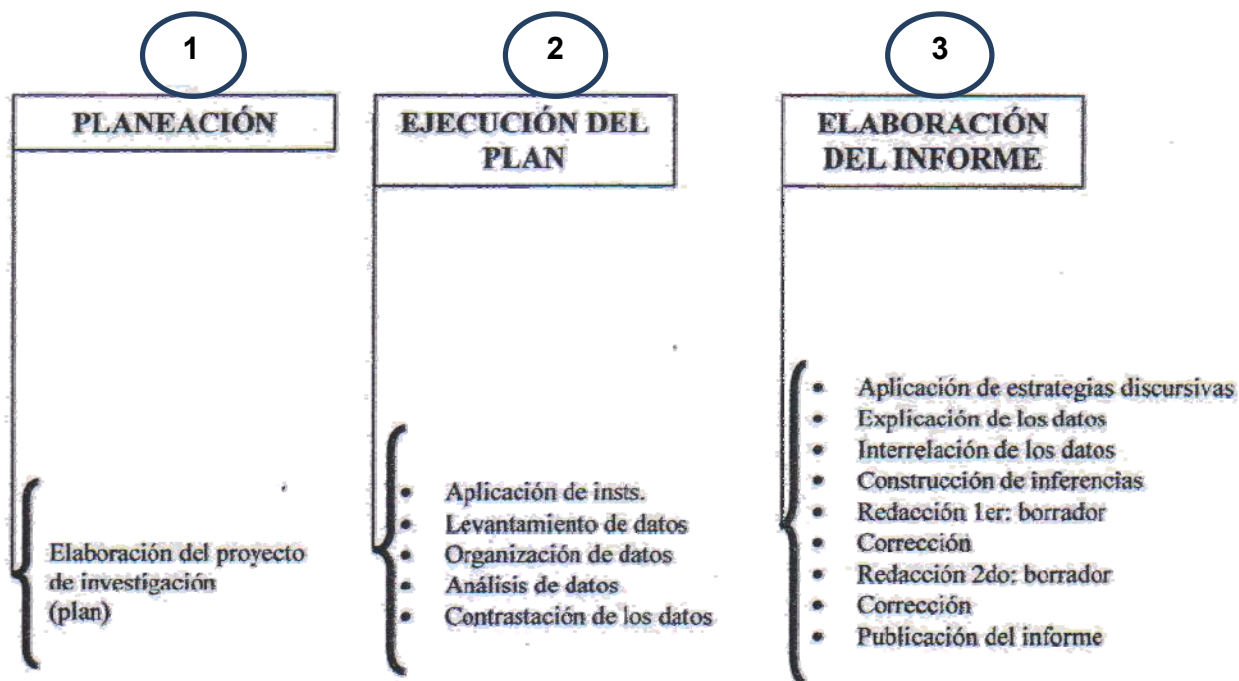 1
PLANEACIÓN
Elaboración del proyecto
de investigación
(plan)
2
EJECUCIÓN DEL
PLAN
Aplicación de insts.
Levantamiento de datos
Organización de datos
Análisis de datos
Contrastación de los datos
3
ELABORACIÓN
DEL INFORME
Aplicación de estrategias discursivas
Explicación de los datos
Interrelación de los datos
Construcción de inferencias
Redacción 1er: borrador
Corrección
Redacción 2do: borrador
Corrección
Publicación del informe